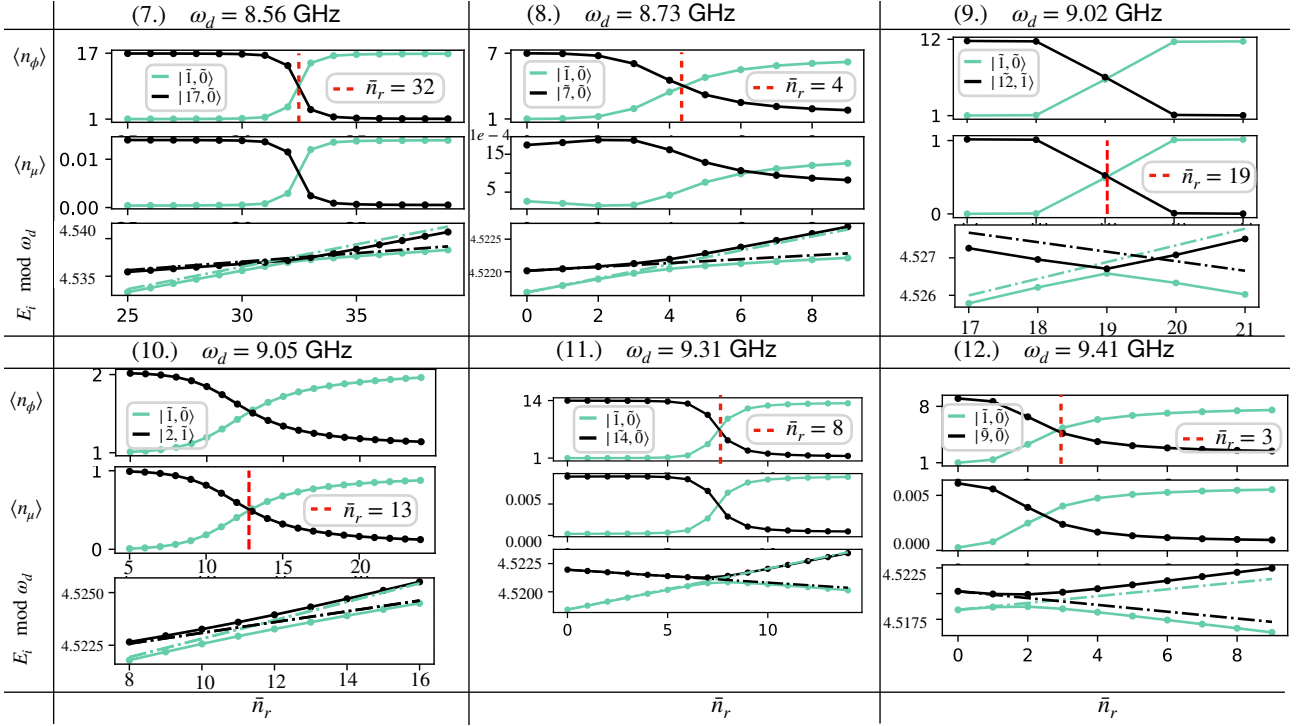 (7.) ω_d = 8.56 GHz
(8.) ω_d = 8.73 GHz
(9.) ω_d = 9.02 GHz
⟨n_ϕ⟩
17
1
|1̃, 0̃⟩
|1̃7, 0̃⟩
n̄_r = 32
7
1
|1̃, 0̃⟩
|7̃, 0̃⟩
n̄_r = 4
12
1
|1̃, 0̃⟩
|1̃2, 1̃⟩
⟨n_μ⟩
0.01
0.00
1e−4
15
5
1
0
n̄_r = 19
E_i mod ω_d
4.540
4.535
25 30 35
4.5225
4.5220
0 2 4 6 8
4.527
4.526
17 18 19 20 21
(10.) ω_d = 9.05 GHz
(11.) ω_d = 9.31 GHz
(12.) ω_d = 9.41 GHz
⟨n_ϕ⟩
2
1
|1̃, 0̃⟩
|2̃, 1̃⟩
14
1
|1̃, 0̃⟩
|1̃4, 0̃⟩
n̄_r = 8
8
1
|1̃, 0̃⟩
|9̃, 0̃⟩
n̄_r = 3
⟨n_μ⟩
1
0
n̄_r = 13
0.005
0.000
0.005
0.000
E_i mod ω_d
4.5250
4.5225
8 10 12 14 16
4.5225
4.5200
0 5 10
4.5225
4.5175
0 2 4 6 8
n̄_r
n̄_r
n̄_r